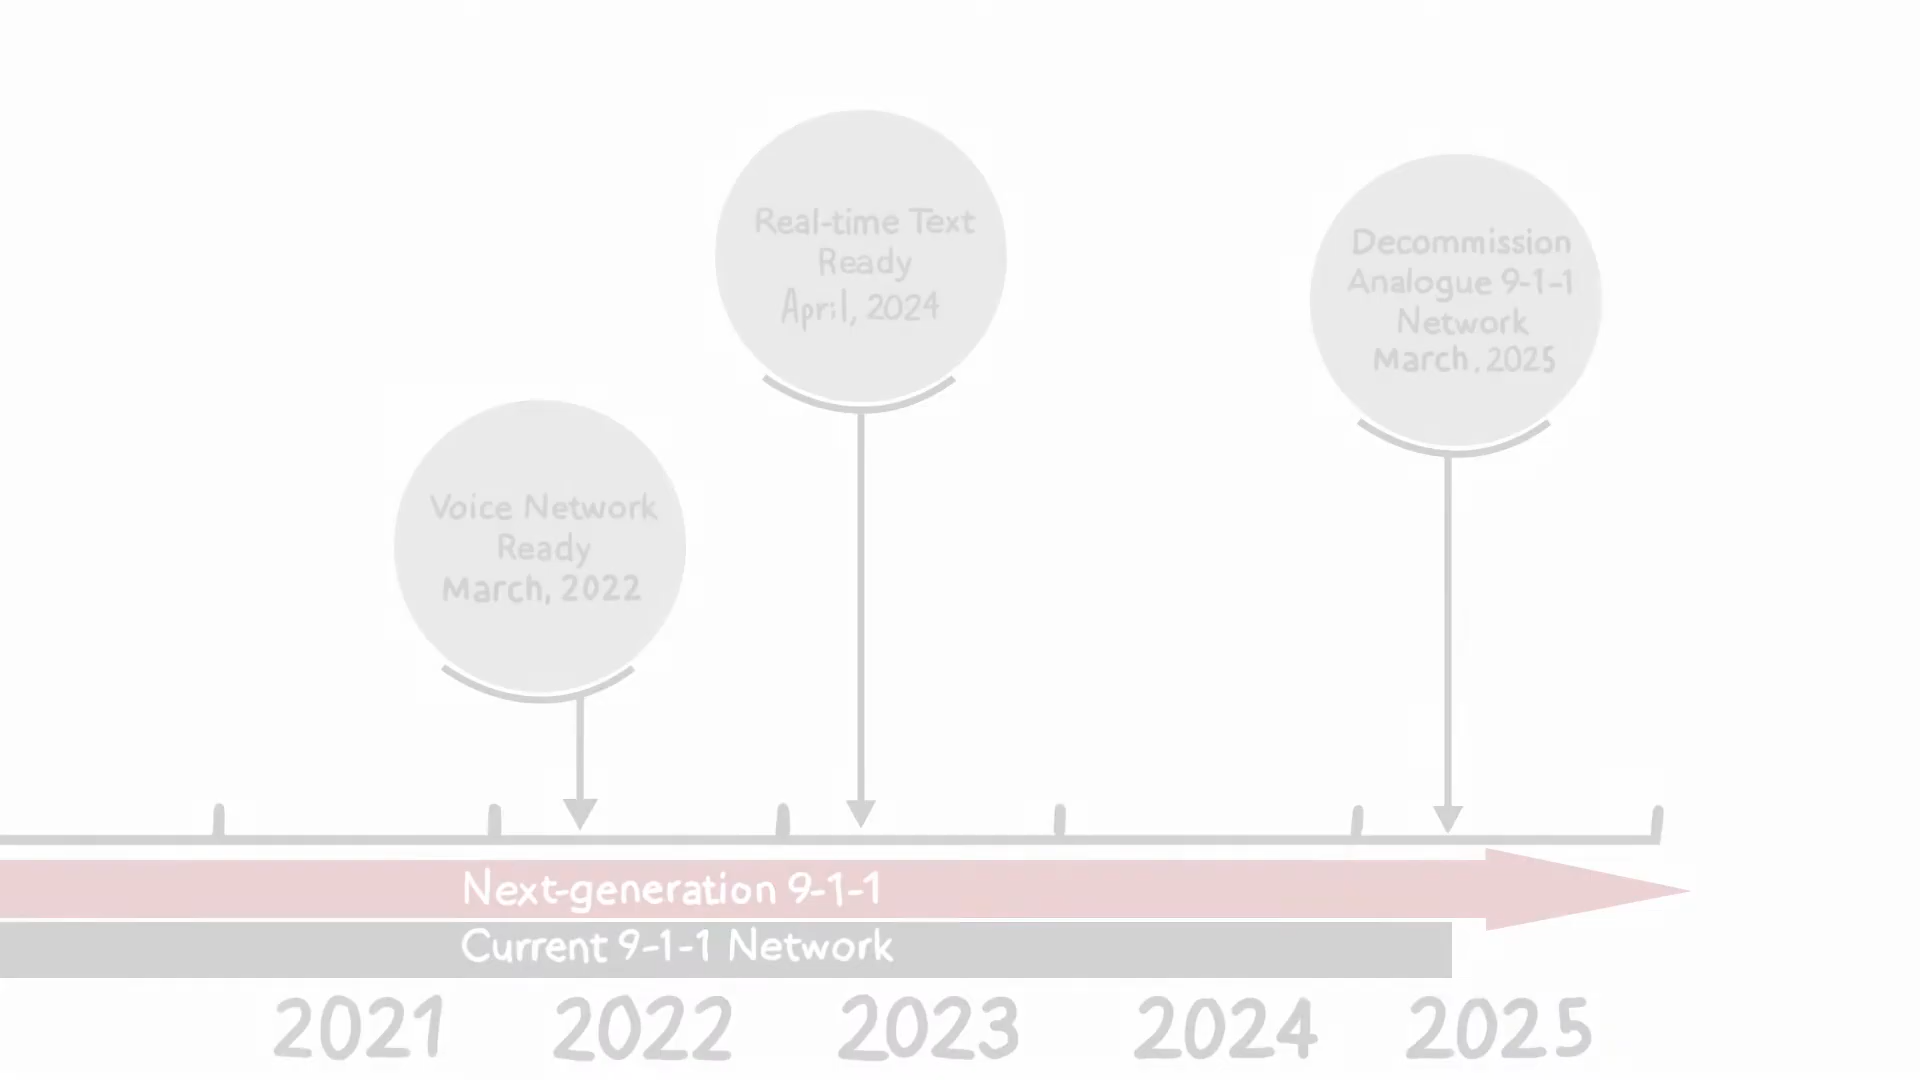 Real-time Text
Ready
April, 2024
Decommission
Analogue 9-1-1
Network
March, 2025
Voice Network
Ready
March, 2022
Next-generation 9-1-1
Current 9-1-1 Network
2021 2022 2023 2024 2025